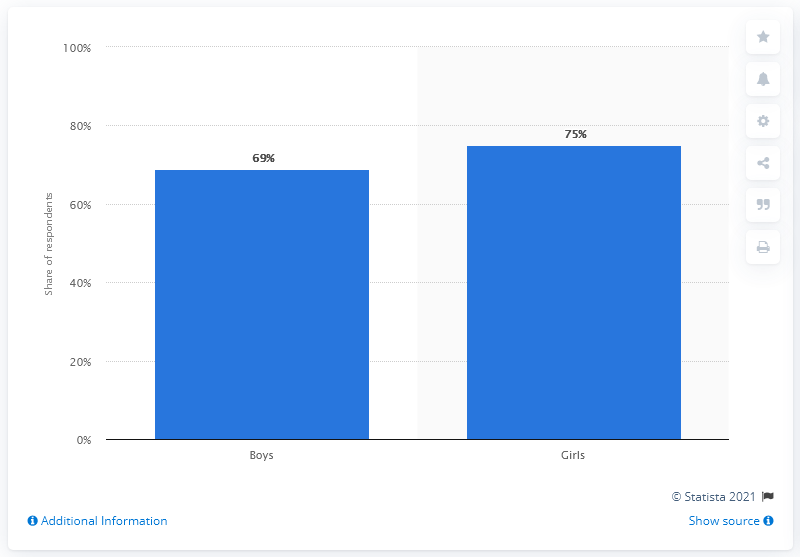 100%
80%
60%
40%
20%
0%
Share of respondents
69%
75%
Boys
Girls
© Statista 2021
Additional Information
Show source